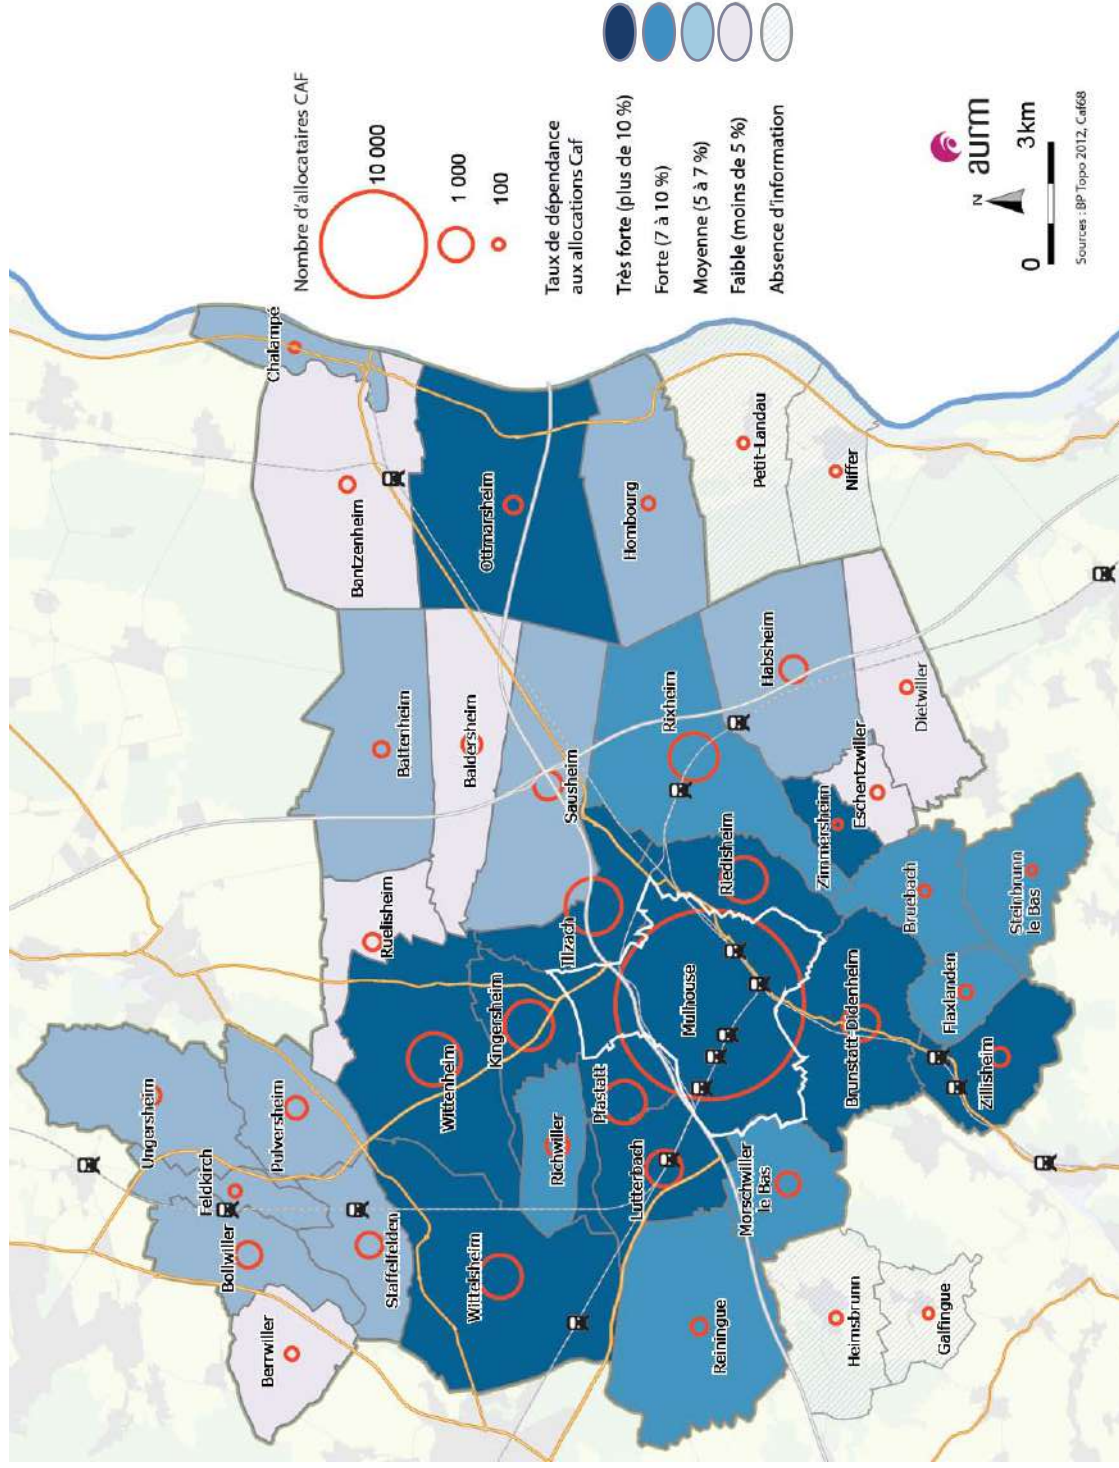 Nombre d'allocataires CAF
10 000
1 000
100
Taux de dépendance
aux allocations Caf
Très forte (plus de 10 %)
Forte (7 à 10 %)
Moyenne (5 à 7 %)
Faible (moins de 5 %)
Absence d'information
N
aurm
0
3 km
Sources : BP Topo 2012, Caf68
Chalampé
Bantzenheim
Ottmarsheim
Hombourg
Petit-Landau
Niffer
Battenheim
Baldersheim
Sausheim
Rixheim
Habsheim
Dietwiller
Eschentzwiller
Zimmersheim
Riedisheim
Bruebach
Steinbrunn
le Bas
Flaxlanden
Ruelisheim
Illzach
Mulhouse
Brunstatt-Didenheim
Zillisheim
Wittenheim
Kingersheim
Pfastatt
Richwiller
Lutterbach
Morschwiller
le Bas
Ungersheim
Pulversheim
Feldkirch
Bollwiller
Staffelfelden
Wittelsheim
Berrwiller
Reiningue
Heimsbrunn
Galfingue